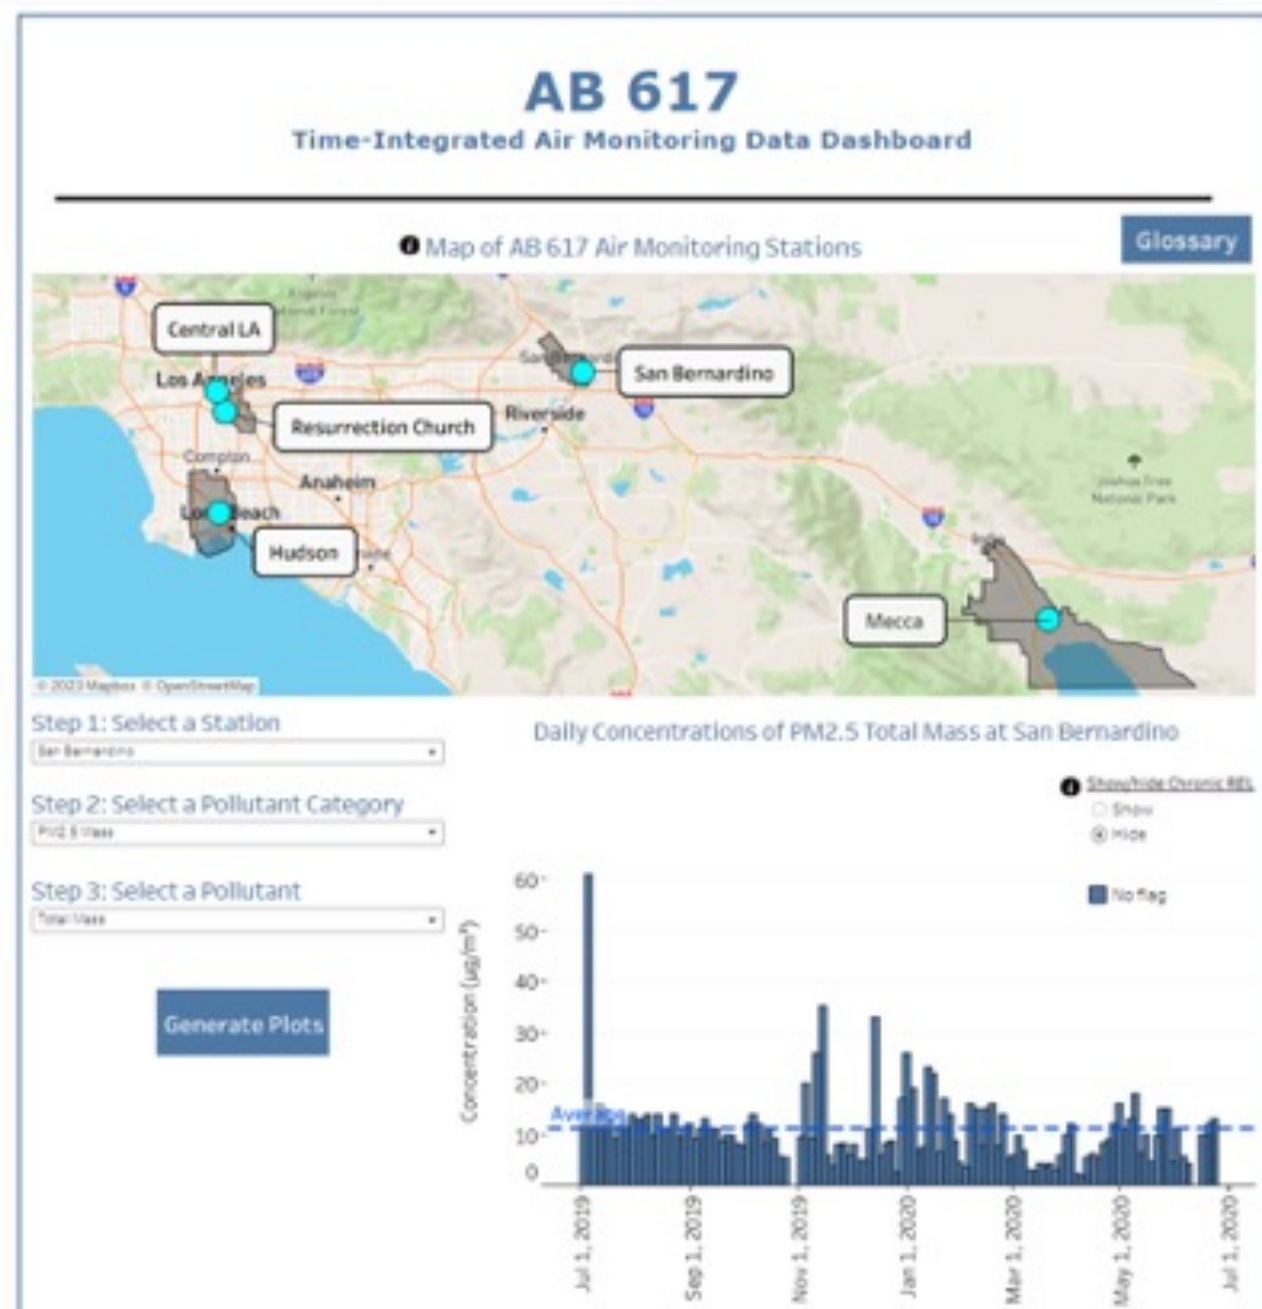 AB 617
Time-Integrated Air Monitoring Data Dashboard
Map of AB 617 Air Monitoring Stations
Glossary
Central LA
Los Angeles
San Bernardino
Resurrection Church
Riverside
Compton
Anaheim
Long Beach
Hudson
Joshua Tree
National Park
Indio
Mecca
© 2023 Mapbox © OpenStreetMap
Step 1: Select a Station
San Bernardino
Step 2: Select a Pollutant Category
PM2.5 Mass
Step 3: Select a Pollutant
Total Mass
Generate Plots
Daily Concentrations of PM2.5 Total Mass at San Bernardino
Show/hide Chronic REL
Show
Hide
No flag
Concentration (µg/m³)
60
50
40
30
20
10
0
Average
Jul 1, 2019
Sep 1, 2019
Nov 1, 2019
Jan 1, 2020
Mar 1, 2020
May 1, 2020
Jul 1, 2020